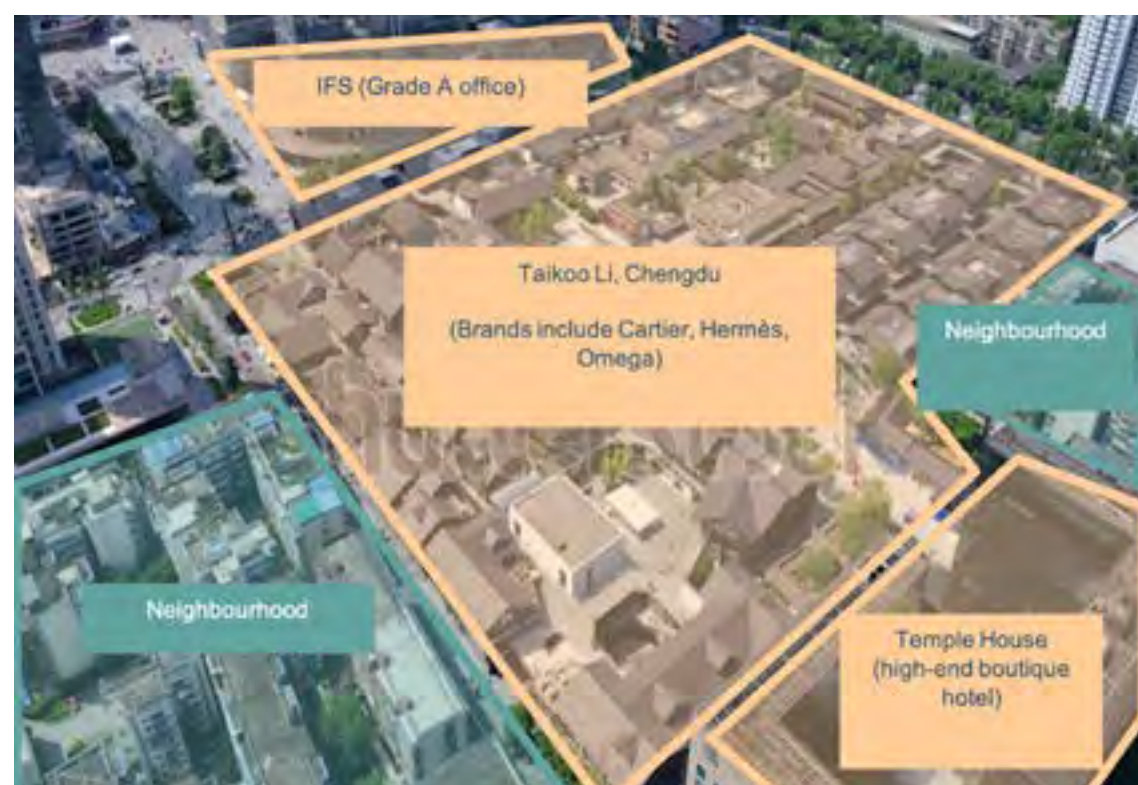 IFS (Grade A office)
Taikoo Li, Chengdu
(Brands include Cartier, Hermès,
Omega)
Neighbourhood
Neighbourhood
Temple House
(high-end boutique
hotel)